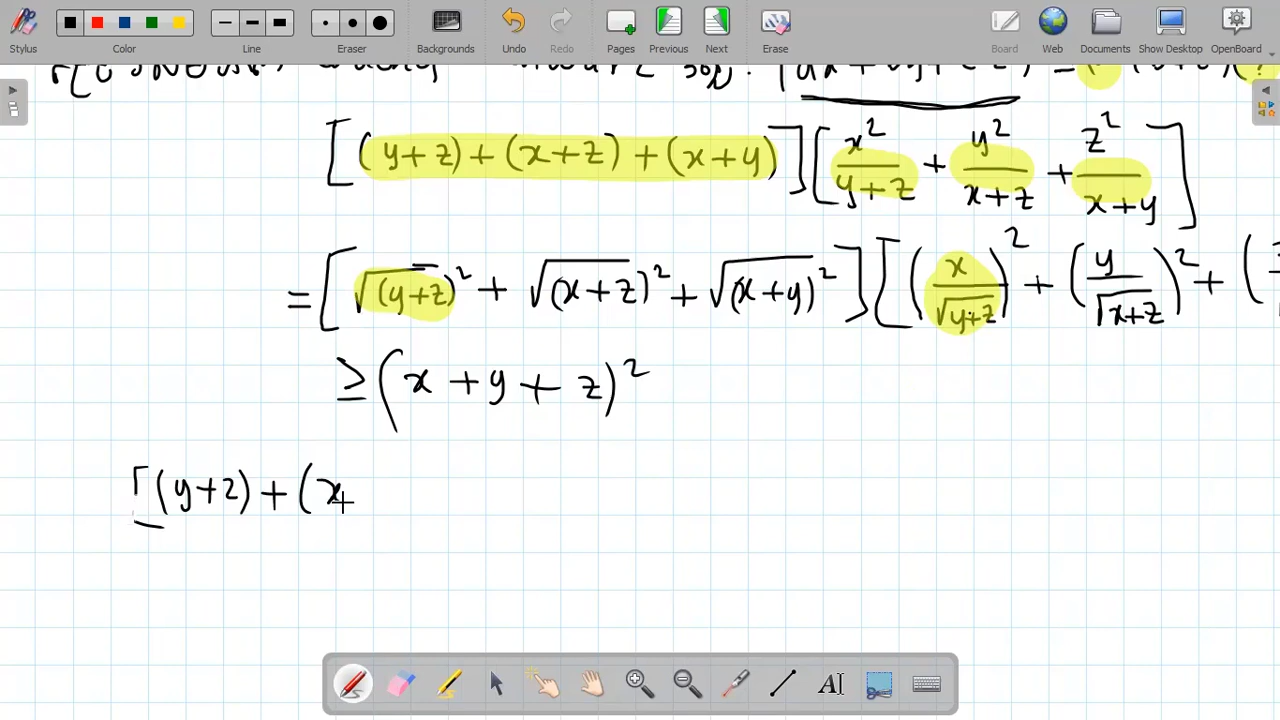 Stylus Color Line Eraser Backgrounds Undo Redo Pages Previous Next Erase Board Web Documents Show Desktop OpenBoard
[(y+z)+(x+z)+(x+y)][x²/(y+z) + y²/(x+z) + z²/(x+y)]
= [√(y+z)² + √(x+z)² + √(x+y)²][(x/√(y+z))² + (y/√(x+z))² + (
≥ (x + y + z)²
[(y+z) + (x+